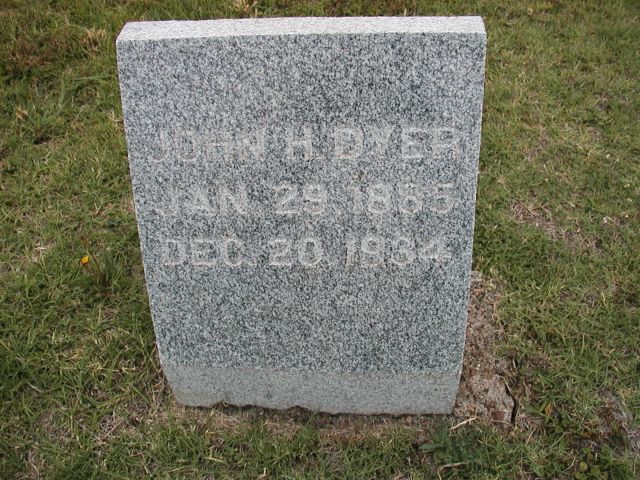 JOHN H. DYER
JAN. 29. 1865
DEC. 20. 1934